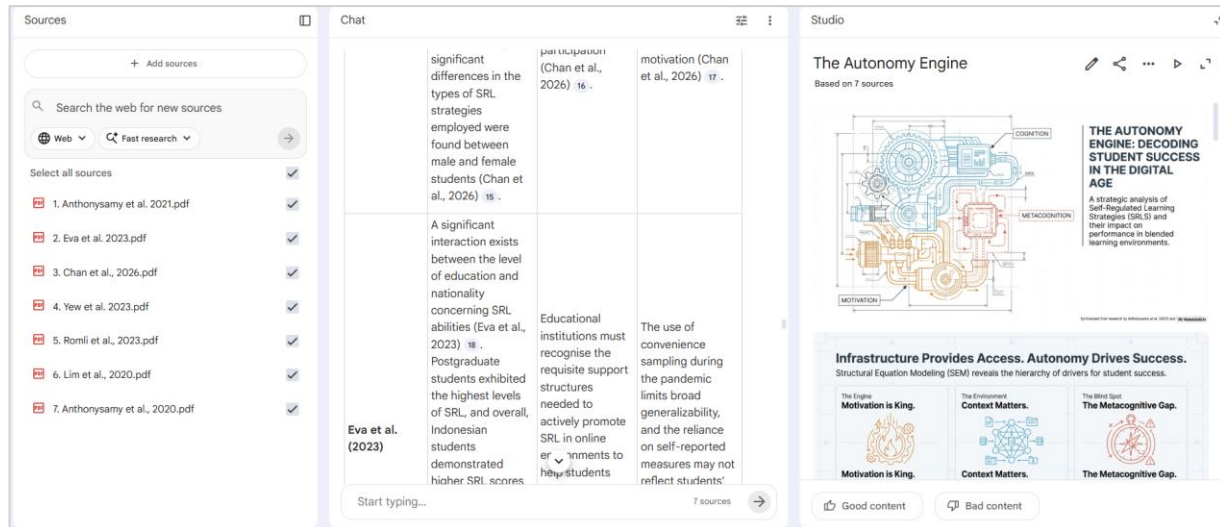 Sources
+ Add sources
Search the web for new sources
Web
Fast research
Select all sources
1. Anthonysamy et al. 2021.pdf
2. Eva et al. 2023.pdf
3. Chan et al., 2026.pdf
4. Yew et al. 2023.pdf
5. Romli et al., 2023.pdf
6. Lim et al., 2020.pdf
7. Anthonysamy et al., 2020.pdf
Chat
significant
differences in the
types of SRL
strategies
employed were
found between
male and female
students (Chan et
al., 2026) 15 .
participation
(Chan et al.,
2026) 16 .
motivation (Chan
et al., 2026) 17 .
Eva et al.
(2023)
A significant
interaction exists
between the level
of education and
nationality
concerning SRL
abilities (Eva et al.,
2023) 18 .
Postgraduate
students exhibited
the highest levels
of SRL, and overall,
Indonesian
students
demonstrated
higher SRL scores
Educational
institutions must
recognise the
requisite support
structures
needed to
actively promote
SRL in online
to
help students
The use of
convenience
sampling during
the pandemic
limits broad
generalizability,
and the reliance
on self-reported
measures may not
reflect students'
Start typing...
7 sources
Studio
The Autonomy Engine
Based on 7 sources
COGNITION
METACOGNITION
MOTIVATION
THE AUTONOMY
ENGINE: DECODING
STUDENT SUCCESS
IN THE DIGITAL
AGE
A strategic analysis of
Self-Regulated Learning
Strategies (SRLS) and
their impact on
performance in blended
learning environments.
Infrastructure Provides Access. Autonomy Drives Success.
Structural Equation Modeling (SEM) reveals the hierarchy of drivers for student success.
The Engine
Motivation is King.
Motivation is King.
The Environment
Context Matters.
Context Matters.
The Blind Spot
The Metacognitive Gap.
The Metacognitive Gap.
Good content
Bad content